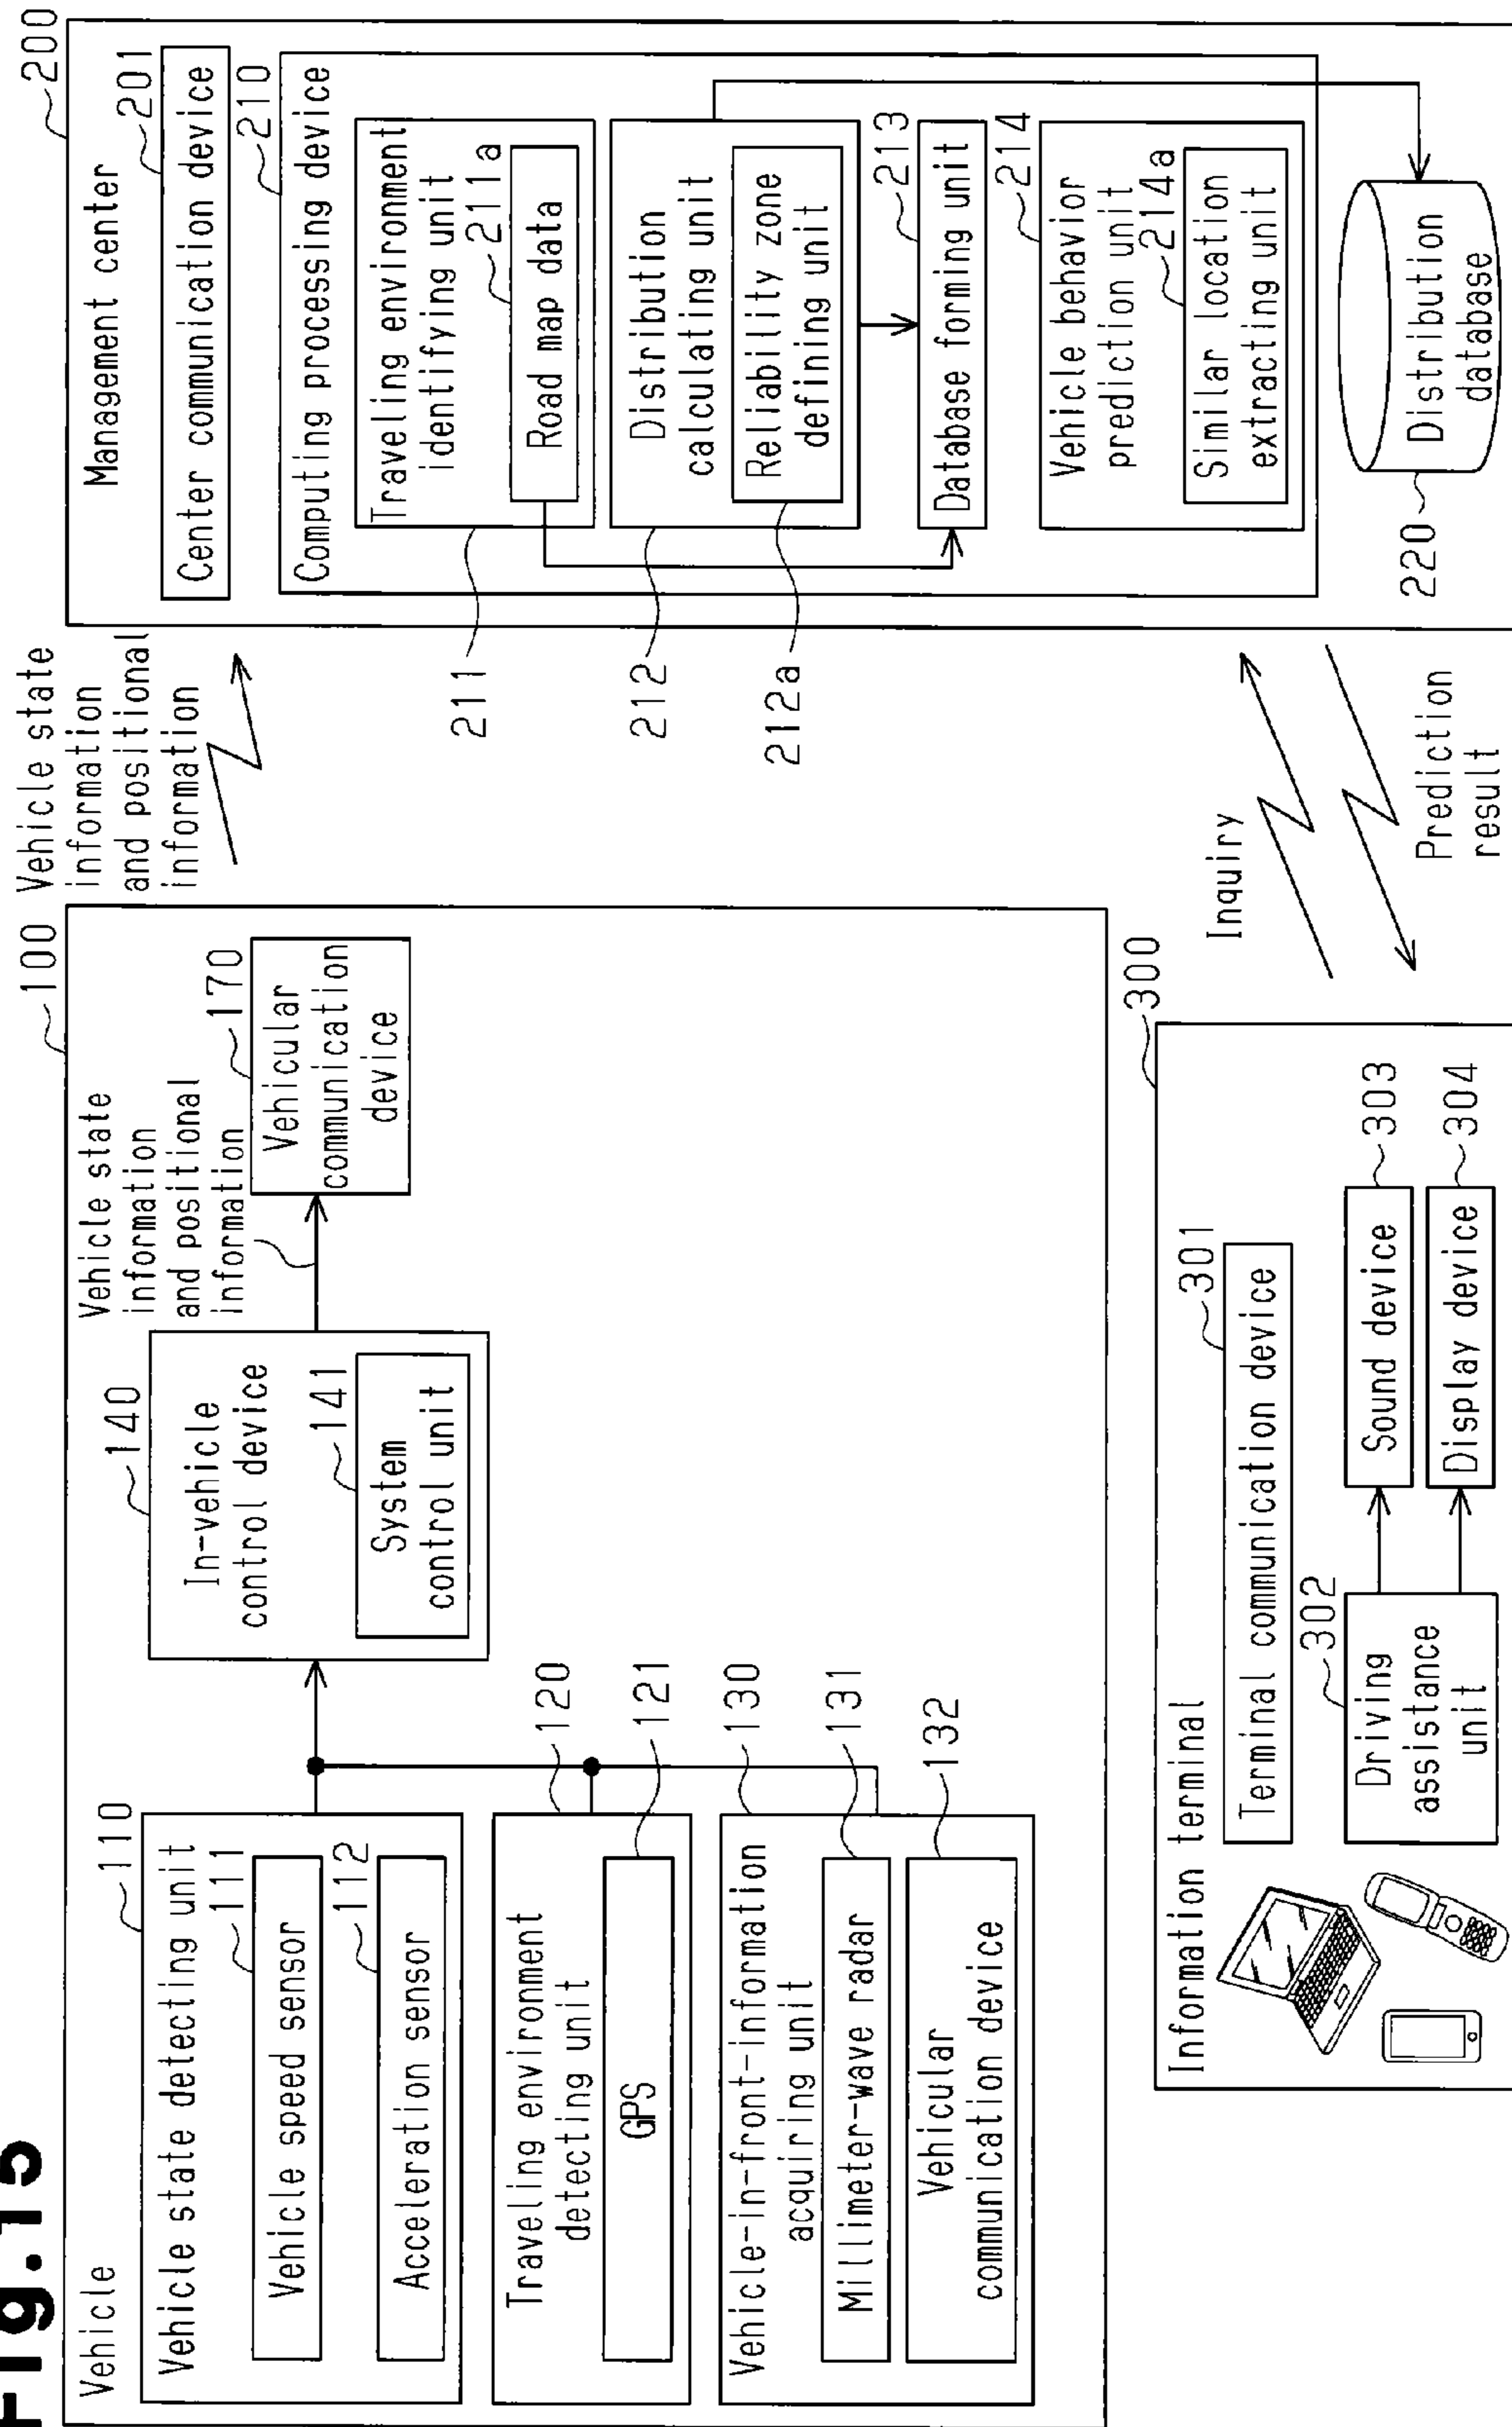 Fig.15
Vehicle
100
Vehicle state detecting unit
110
Vehicle speed sensor
111
Acceleration sensor
112
Traveling environment
detecting unit
120
GPS
121
Vehicle-in-front-information
acquiring unit
130
Millimeter-wave radar
131
Vehicular
communication device
132
In-vehicle
control device
140
System
control unit
141
Vehicle state
information
and positional
information
Vehicular
communication
device
170
Vehicle state
information
and positional
information
Management center
200
Center communication device
201
Computing processing device
210
Traveling environment
identifying unit
211
Road map data
211a
Distribution
calculating unit
212
Reliability zone
defining unit
212a
Database forming unit
213
Vehicle behavior
prediction unit
214
Similar location
extracting unit
214a
Distribution
database
220
Inquiry
Prediction
result
Information terminal
300
Terminal communication device
301
Driving
assistance
unit
302
Sound device
303
Display device
304